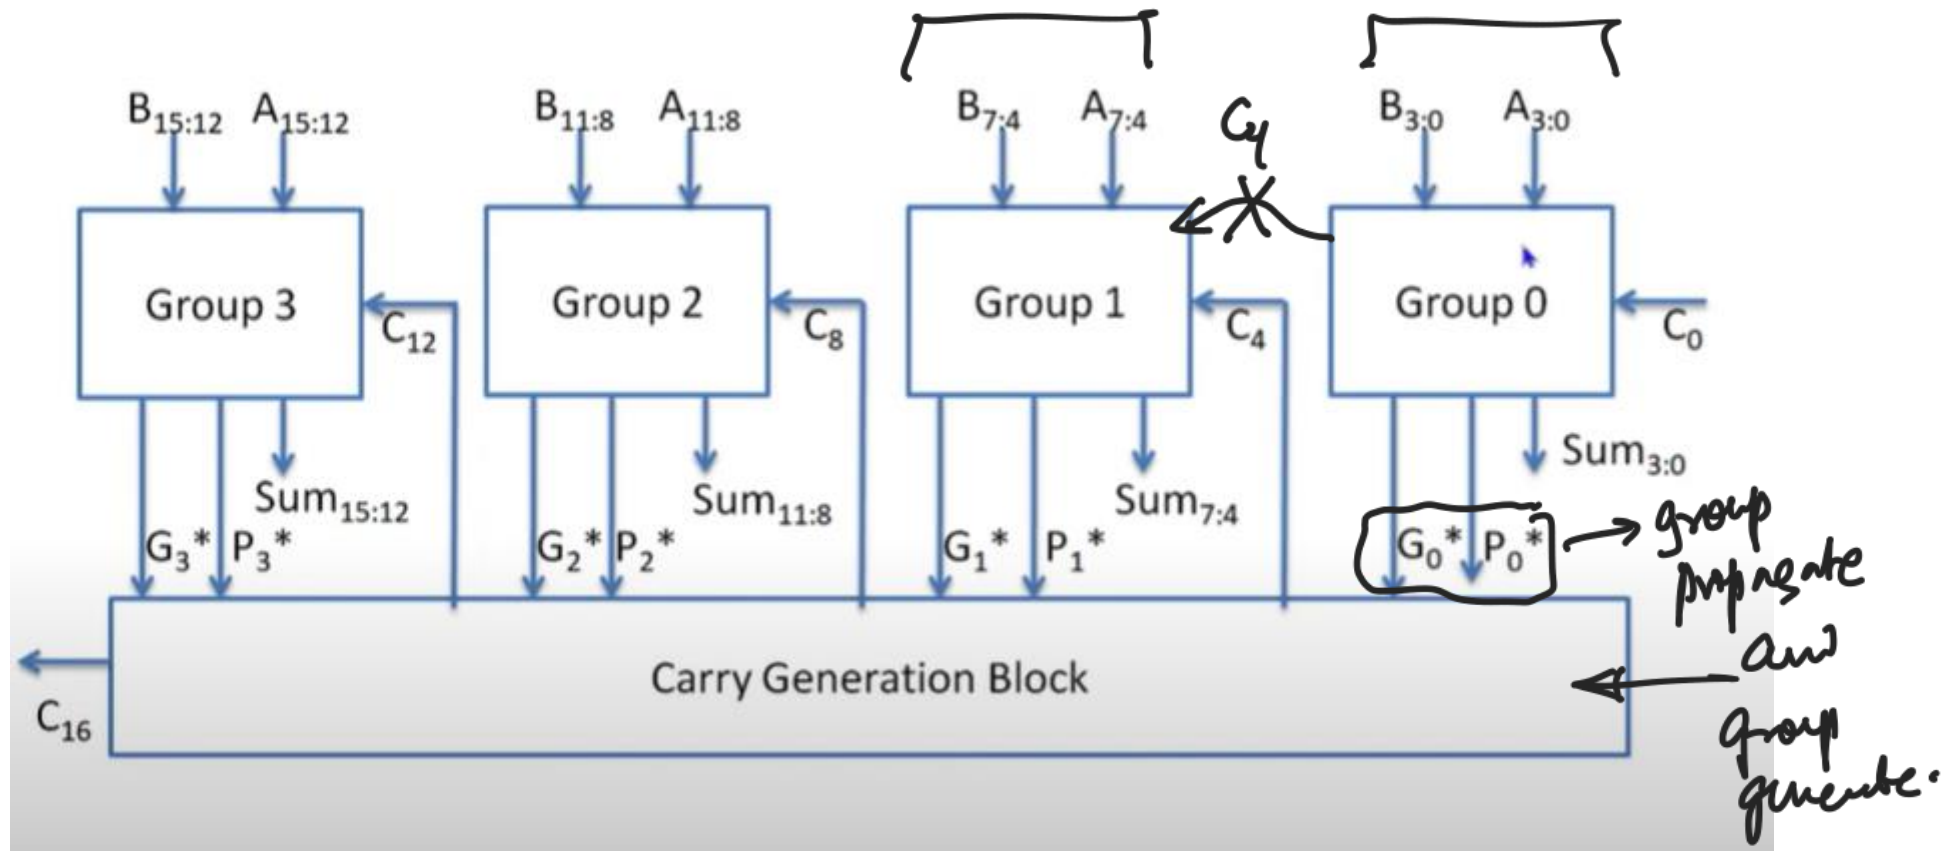 B15:12 A15:12 B11:8 A11:8 B7:4 A7:4 C4 B3:0 A3:0
Group 3 C12 Group 2 C8 Group 1 C4 Group 0 C0
Sum15:12 Sum11:8 Sum7:4 Sum3:0
G3* P3* G2* P2* G1* P1* G0* P0* group
propagate
and
Carry Generation Block
C16
group
generate.